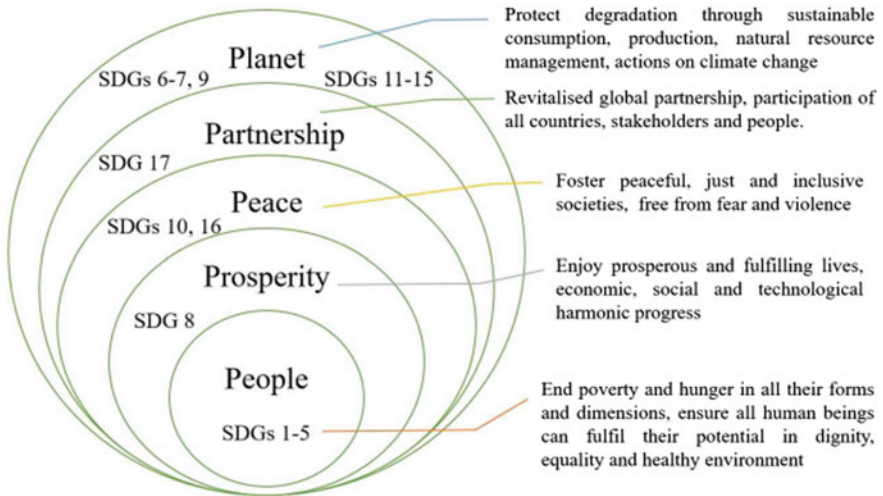 Planet
SDGs 6-7, 9
SDGs 11-15
Protect degradation through sustainable
consumption, production, natural resource
management, actions on climate change
Partnership
SDG 17
Revitalised global partnership, participation of
all countries, stakeholders and people.
Peace
SDGs 10, 16
Foster peaceful, just and inclusive
societies, free from fear and violence
Prosperity
SDG 8
Enjoy prosperous and fulfilling lives,
economic, social and technological
harmonic progress
People
SDGs 1-5
End poverty and hunger in all their forms
and dimensions, ensure all human beings
can fulfil their potential in dignity,
equality and healthy environment